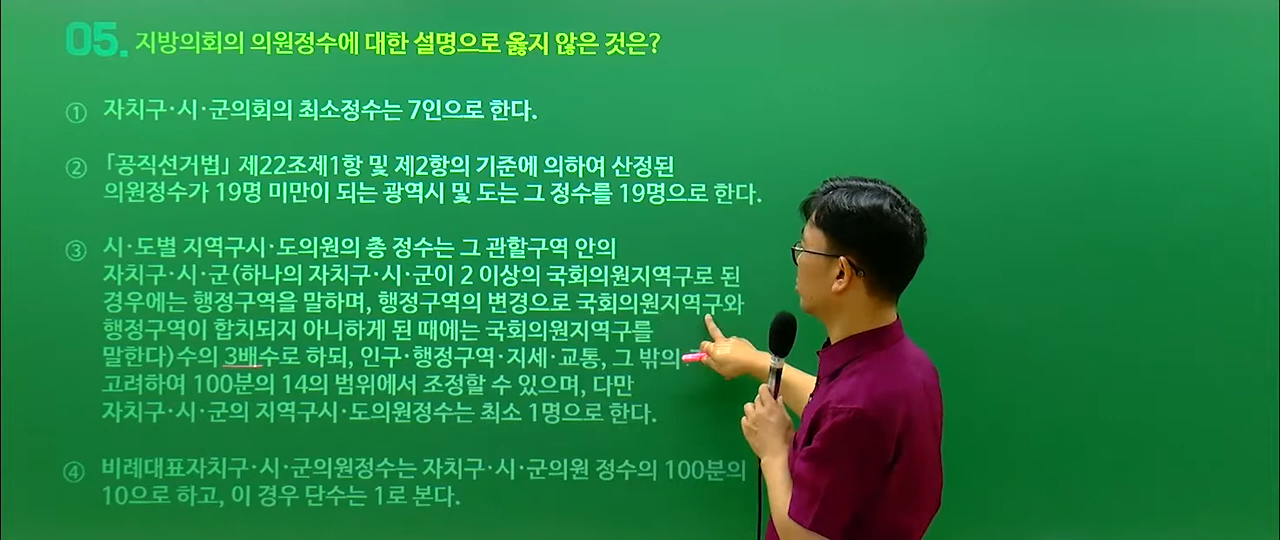 05. 지방의회의 의원정수에 대한 설명으로 옳지 않은 것은?
① 자치구·시·군의회의 최소정수는 7인으로 한다.
② 「공직선거법」 제22조제1항 및 제2항의 기준에 의하여 산정된
의원정수가 19명 미만이 되는 광역시 및 도는 그 정수를 19명으로 한다.
③ 시·도별 지역구시·도의원의 총 정수는 그 관할구역 안의
자치구·시·군(하나의 자치구·시·군이 2 이상의 국회의원지역구로 된
경우에는 행정구역을 말하며, 행정구역의 변경으로 국회의원지역구와
행정구역이 합치되지 아니하게 된 때에는 국회의원지역구를
말한다)수의 3배수로 하되, 인구·행정구역·지세·교통, 그 밖의
고려하여 100분의 14의 범위에서 조정할 수 있으며, 다만
자치구·시·군의 지역구시·도의원정수는 최소 1명으로 한다.
④ 비례대표자치구·시·군의원정수는 자치구·시·군의원 정수의 100분의
10으로 하고, 이 경우 단수는 1로 본다.